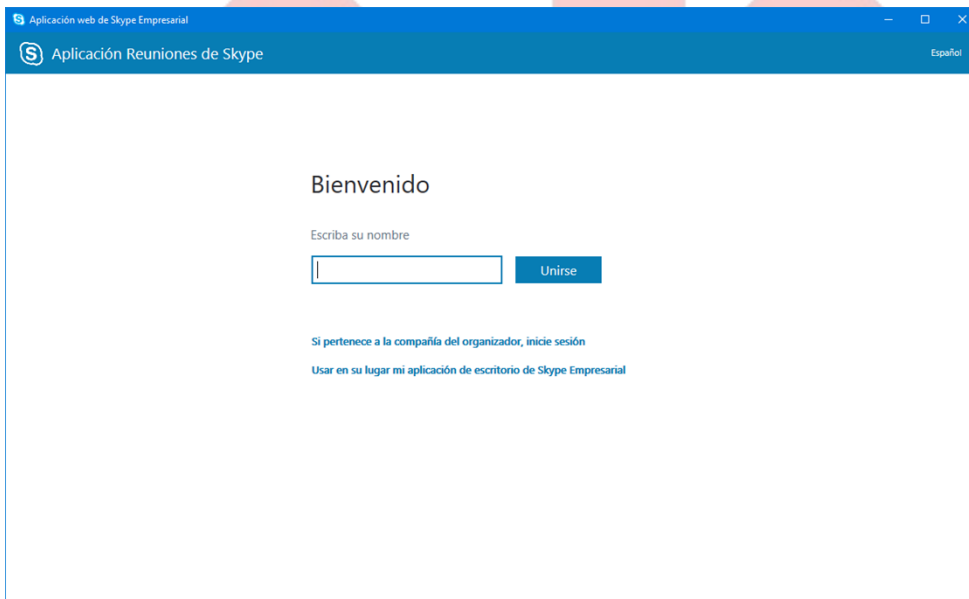 Aplicación web de Skype Empresarial
Aplicación Reuniones de Skype
Español
Bienvenido
Escriba su nombre
Unirse
Si pertenece a la compañía del organizador, inicie sesión
Usar en su lugar mi aplicación de escritorio de Skype Empresarial